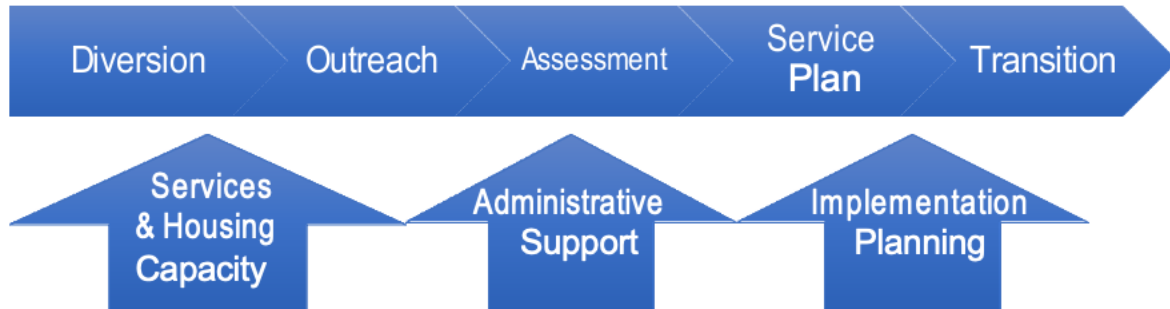 Diversion
Outreach
Assessment
Service
Plan
Transition
Services
& Housing
Capacity
Administrative
Support
Implementation
Planning